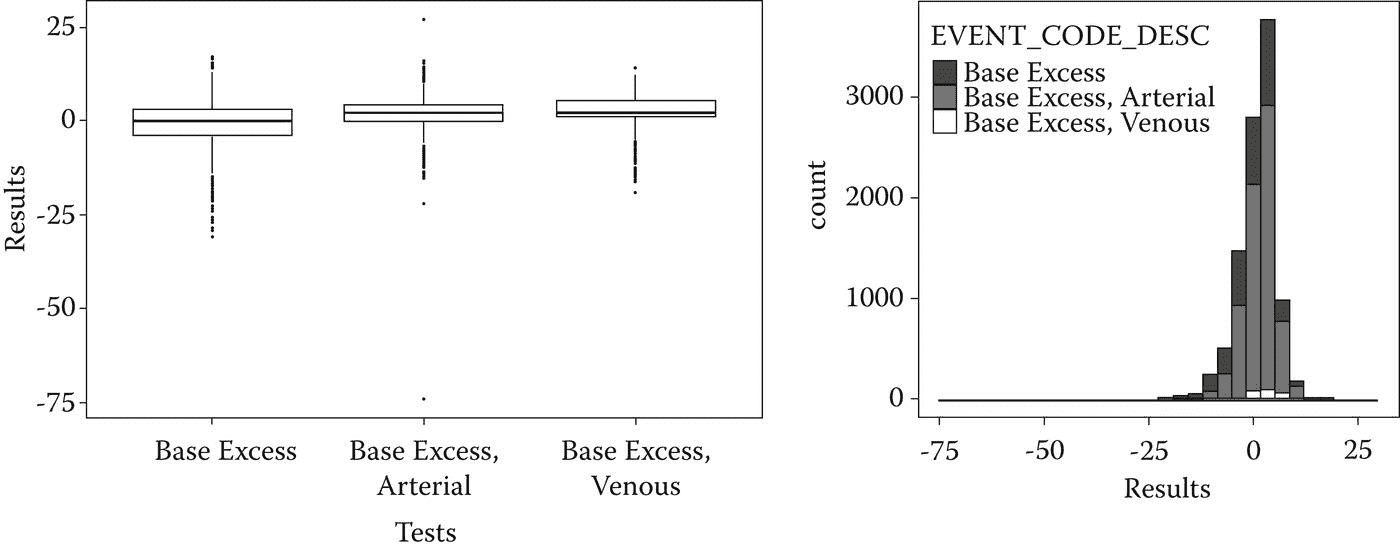 25
0
-25
-50
-75
Results
Base Excess
Base Excess,
Arterial
Base Excess,
Venous
Tests
EVENT_CODE_DESC
Base Excess
Base Excess, Arterial
Base Excess, Venous
3000
2000
1000
0
count
-75
-50
-25
0
25
Results